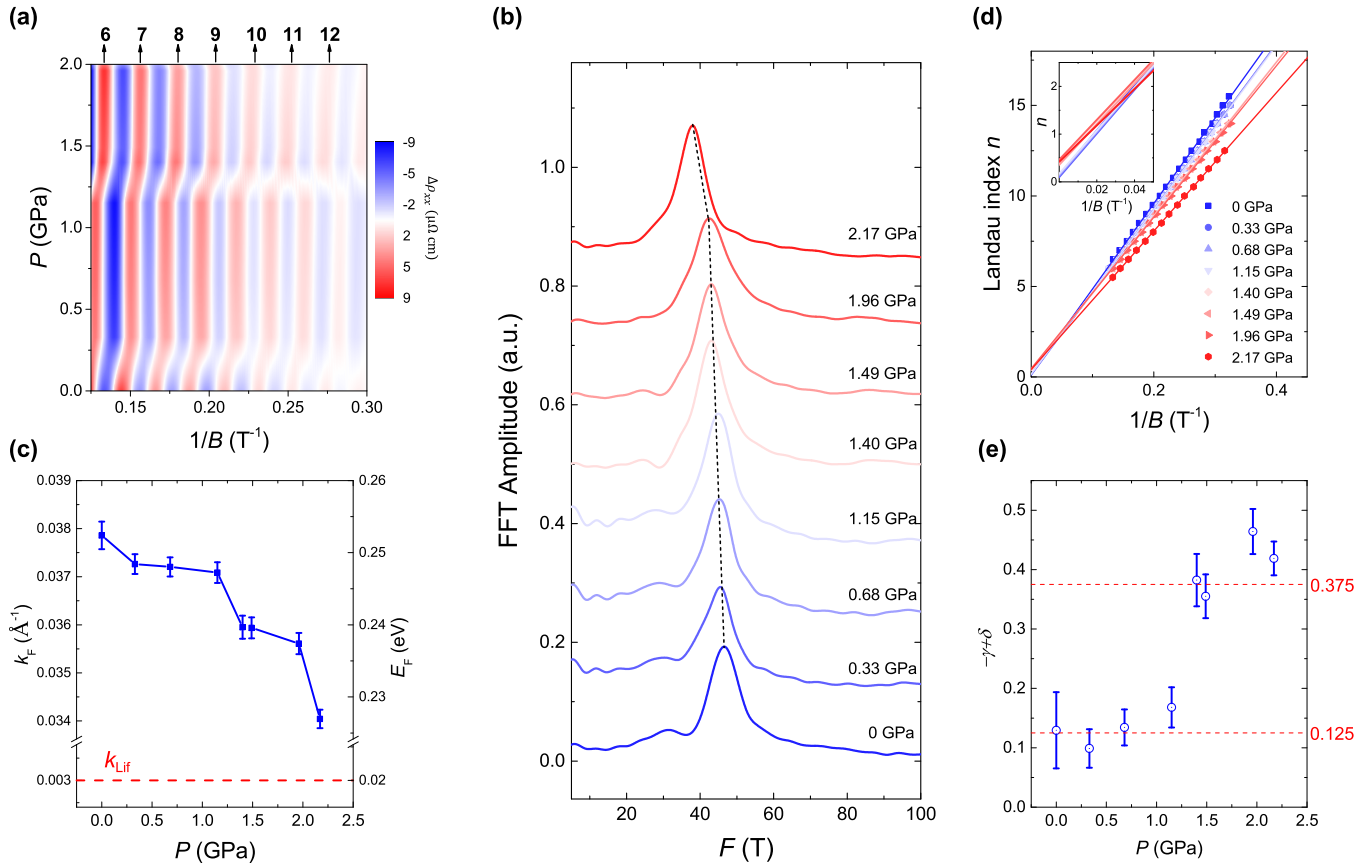 (a)
6 7 8 9 10 11 12
2.0
1.5
1.0
0.5
0.0
P (GPa)
0.15 0.20 0.25 0.30
1/B (T-1)
-9
-5
-2
2
5
9
Δρxx (μΩ cm)
(b)
FFT Amplitude (a.u.)
1.0
0.8
0.6
0.4
0.2
0.0
2.17 GPa
1.96 GPa
1.49 GPa
1.40 GPa
1.15 GPa
0.68 GPa
0.33 GPa
0 GPa
20 40 60 80 100
F (T)
(c)
kF (Å-1)
0.039
0.038
0.037
0.036
0.035
0.034
0.003
0.26
0.25
0.24
0.23
0.02
EF (eV)
kLif
0.0 0.5 1.0 1.5 2.0 2.5
P (GPa)
(d)
Landau index n
15
10
5
0
n
2
1
0
0.02 0.04
1/B (T-1)
0 GPa
0.33 GPa
0.68 GPa
1.15 GPa
1.40 GPa
1.49 GPa
1.96 GPa
2.17 GPa
0.0 0.2 0.4
1/B (T-1)
(e)
−γ+δ
0.5
0.4
0.3
0.2
0.1
0.0
0.375
0.125
0.0 0.5 1.0 1.5 2.0 2.5
P (GPa)